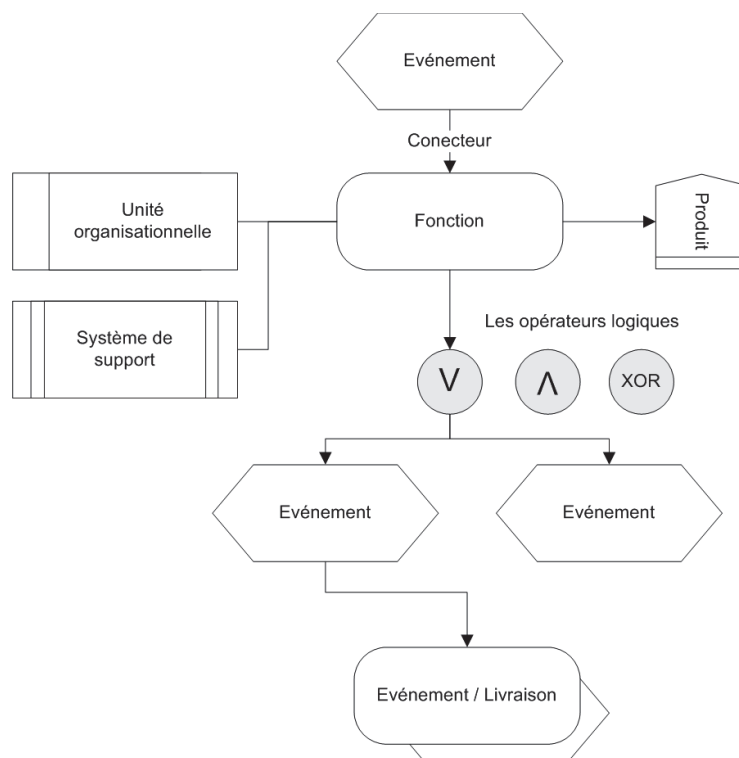 Evénement
Conecteur
Unité
organisationnelle
Fonction
Produit
Système de
support
Les opérateurs logiques
V
Λ
XOR
Evénement
Evénement
Evénement / Livraison